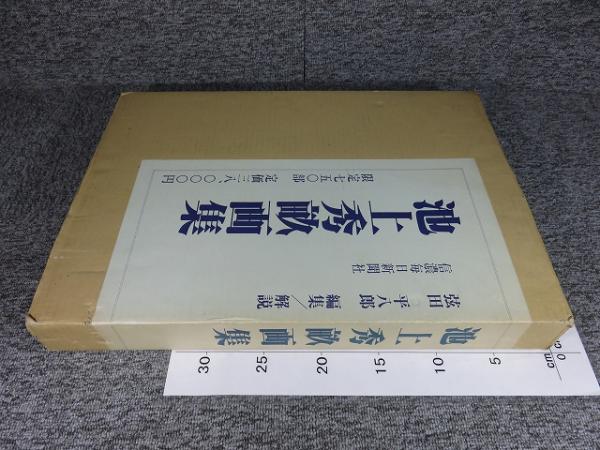 池上秀畝画集
限定七五〇部　定価三八、〇〇〇円
信濃毎日新聞社
弦田平八郎　編集／解説
池上秀畝画集
30
25
20
15
10
5
0
cm